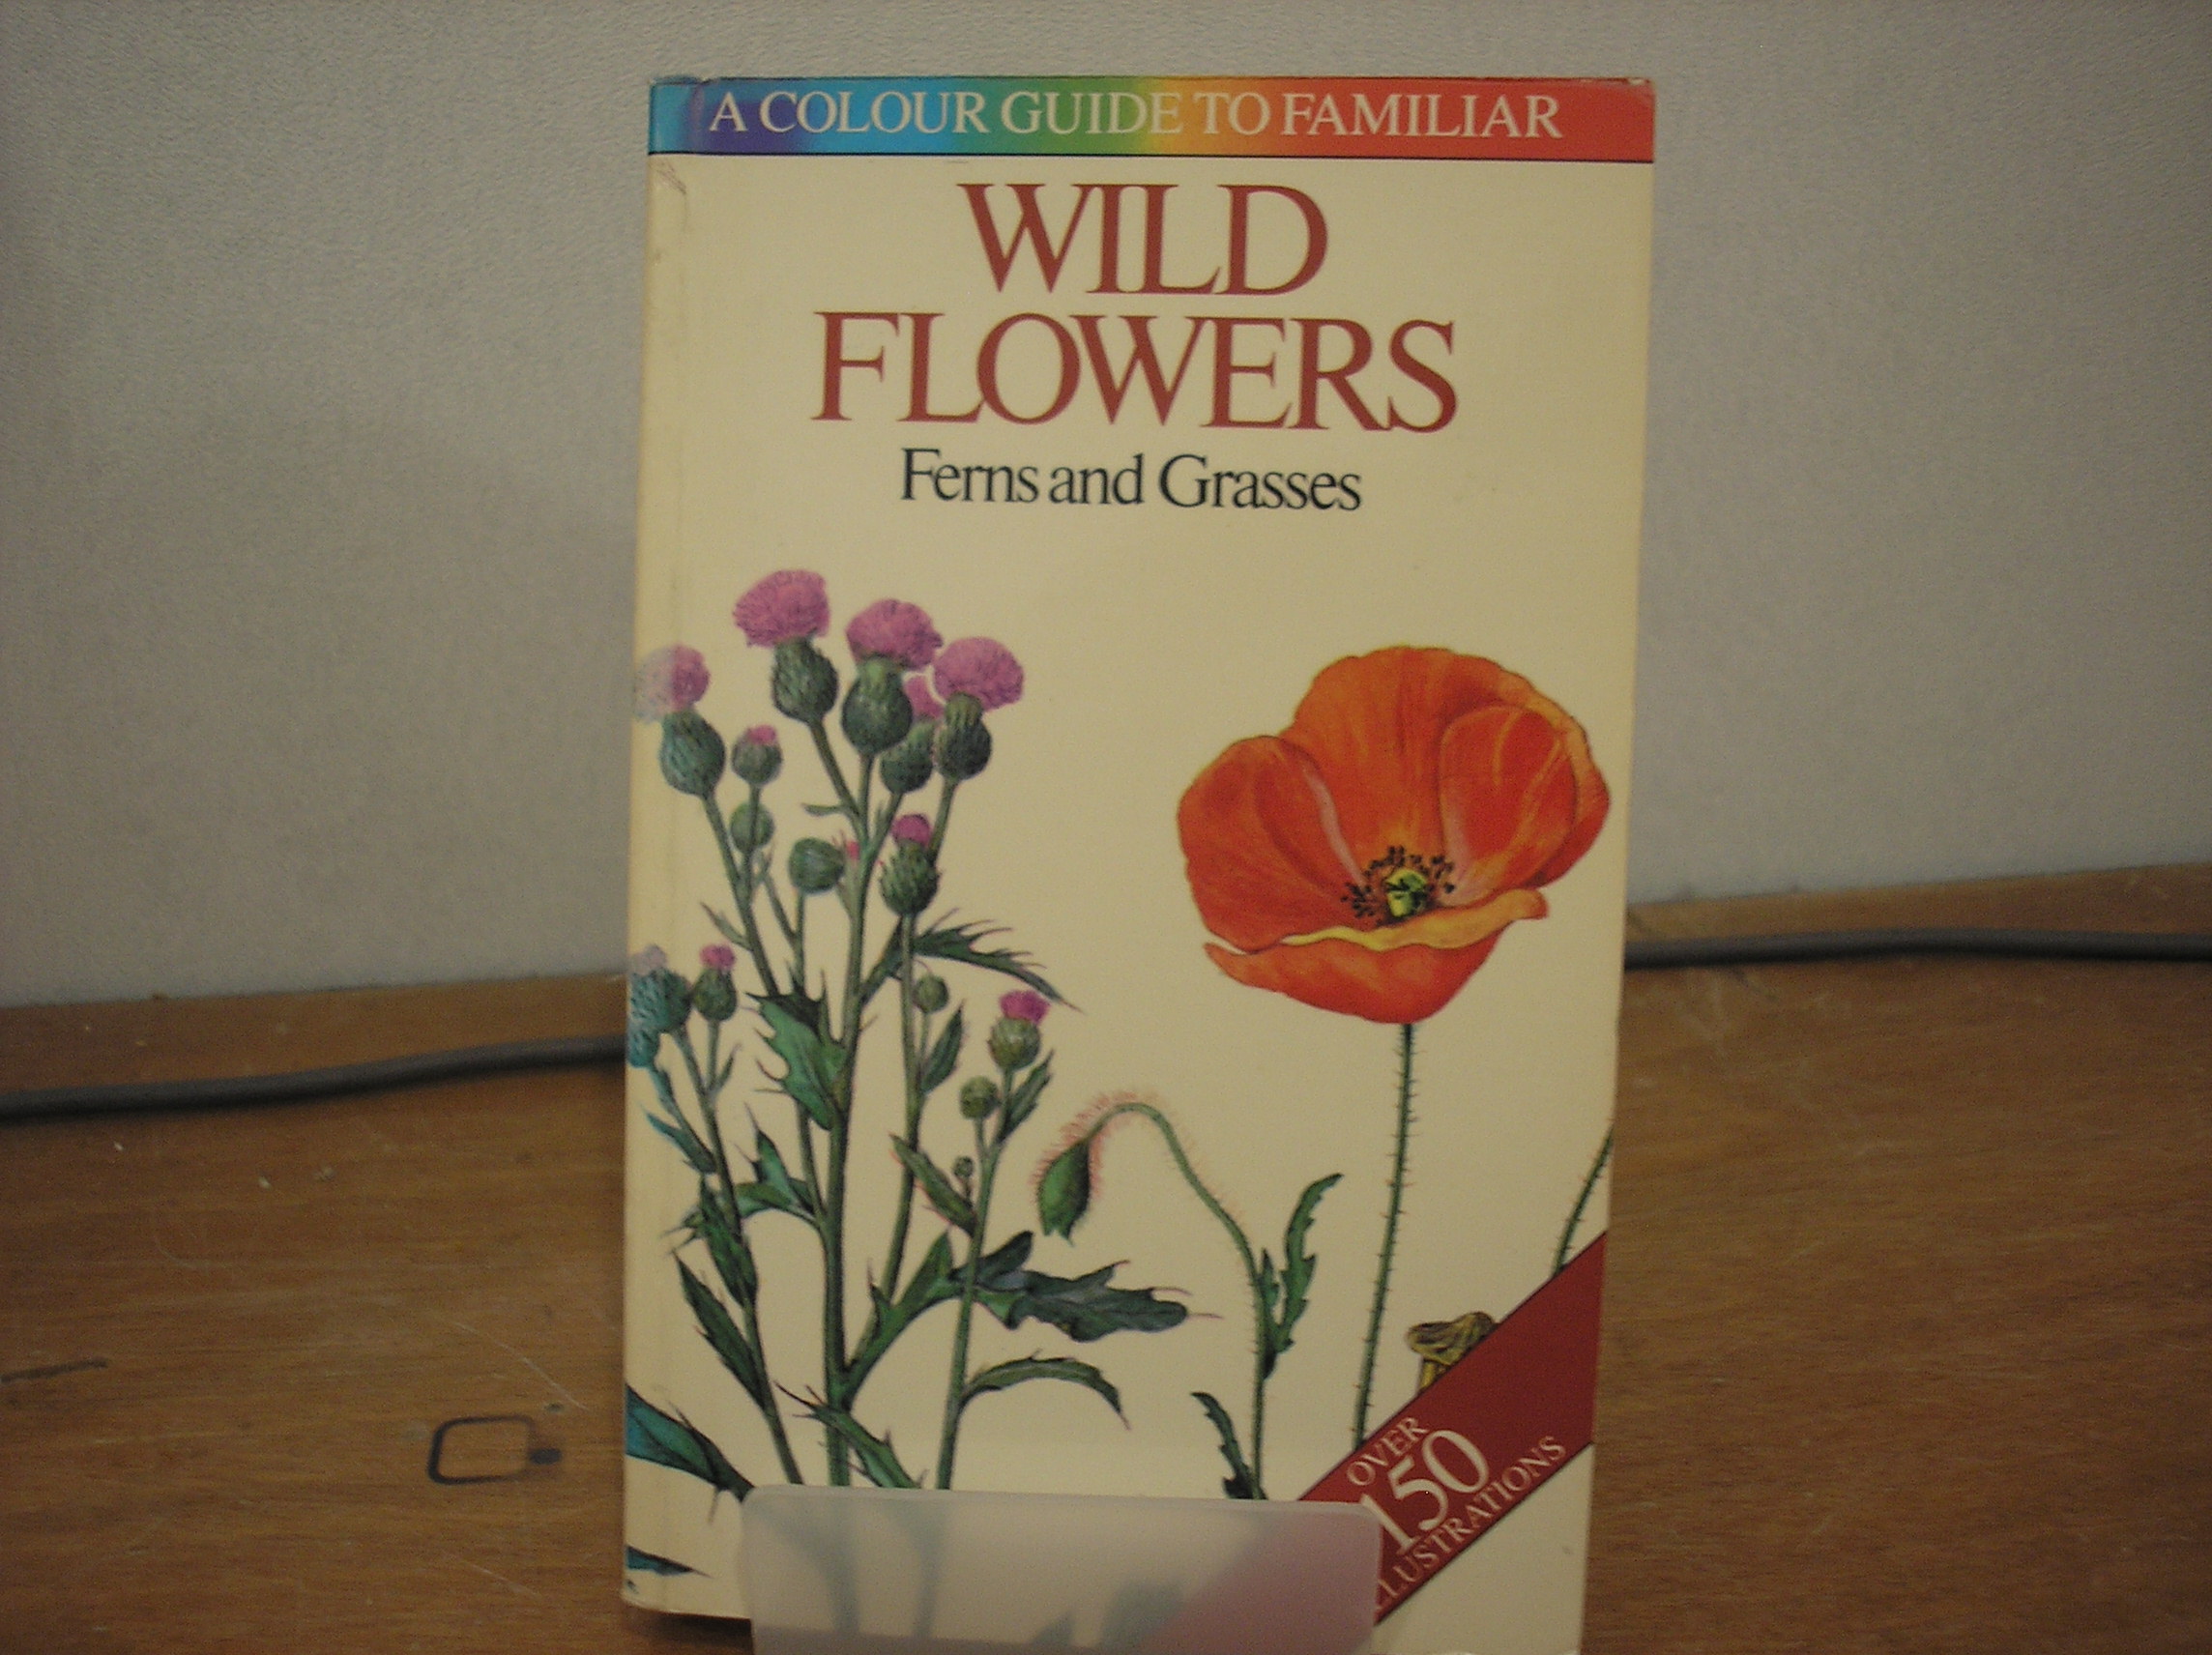 A COLOUR GUIDE TO FAMILIAR
WILD
FLOWERS
Ferns and Grasses
OVER
150
ILLUSTRATIONS